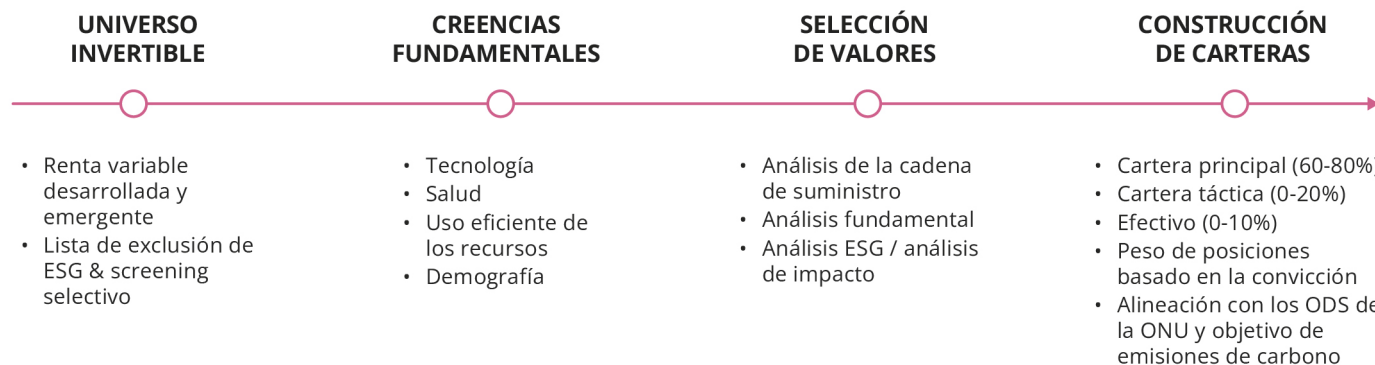 UNIVERSO
INVERTIBLE
• Renta variable
desarrollada y
emergente
• Lista de exclusión de
ESG & screening
selectivo
CREENCIAS
FUNDAMENTALES
• Tecnología
• Salud
• Uso eficiente de
los recursos
• Demografía
SELECCIÓN
DE VALORES
• Análisis de la cadena
de suministro
• Análisis fundamental
• Análisis ESG / análisis
de impacto
CONSTRUCCIÓN
DE CARTERAS
• Cartera principal (60-80%)
• Cartera táctica (0-20%)
• Efectivo (0-10%)
• Peso de posiciones
basado en la convicción
• Alineación con los ODS de
la ONU y objetivo de
emisiones de carbono